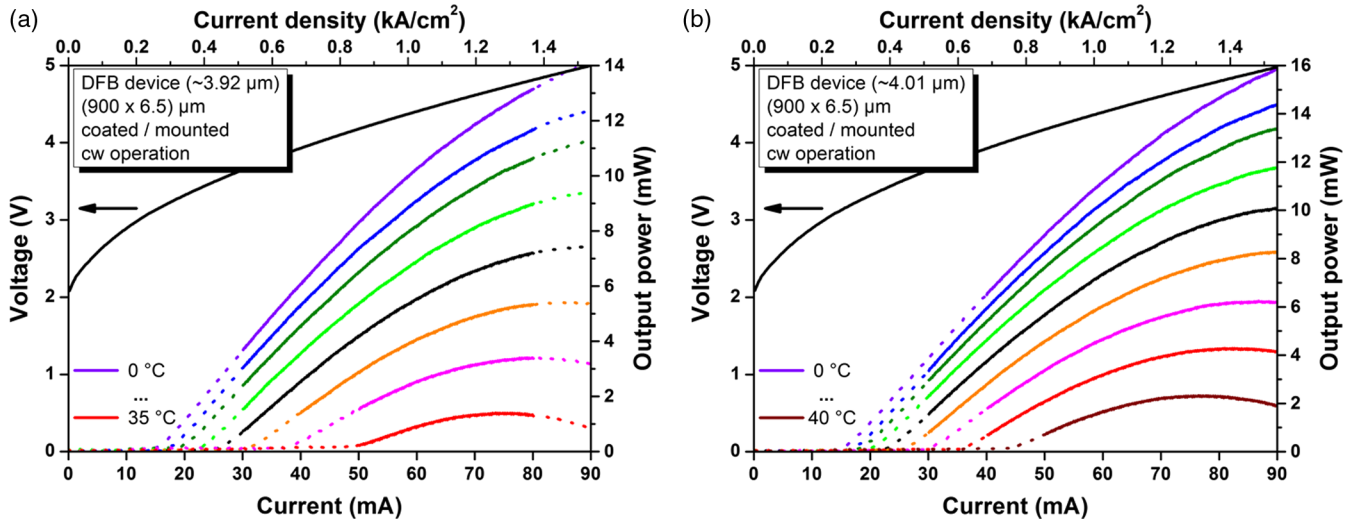 (a)
Current density (kA/cm²)
0.0 0.2 0.4 0.6 0.8 1.0 1.2 1.4
DFB device (~3.92 µm)
(900 x 6.5) µm
coated / mounted
cw operation
5
4
3
2
1
0
Voltage (V)
14
12
10
8
6
4
2
0
Output power (mW)
0 °C
...
35 °C
0 10 20 30 40 50 60 70 80 90
Current (mA)
(b)
Current density (kA/cm²)
0.0 0.2 0.4 0.6 0.8 1.0 1.2 1.4
DFB device (~4.01 µm)
(900 x 6.5) µm
coated / mounted
cw operation
5
4
3
2
1
0
Voltage (V)
16
14
12
10
8
6
4
2
0
Output power (mW)
0 °C
...
40 °C
0 10 20 30 40 50 60 70 80 90
Current (mA)